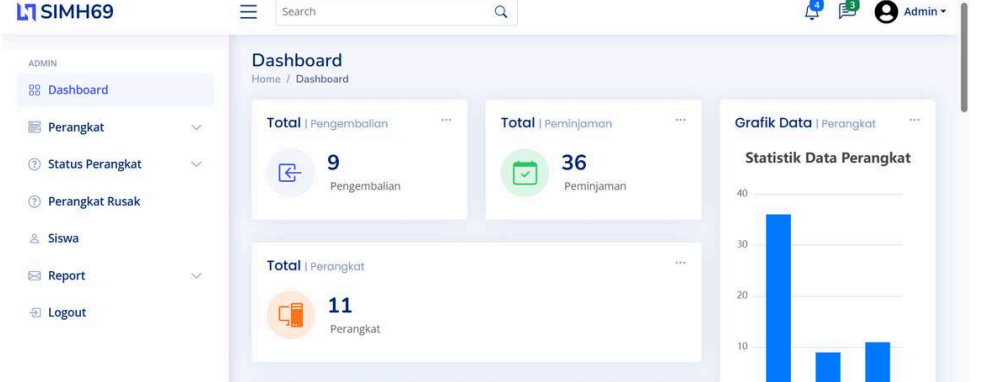 SIMH69
Search
4
3
Admin
ADMIN
Dashboard
Perangkat
Status Perangkat
Perangkat Rusak
Siswa
Report
Logout
Dashboard
Home / Dashboard
Total | Pengembalian
9
Pengembalian
Total | Peminjaman
36
Peminjaman
Total | Perangkat
11
Perangkat
Grafik Data | Perangkat
Statistik Data Perangkat
40
30
20
10